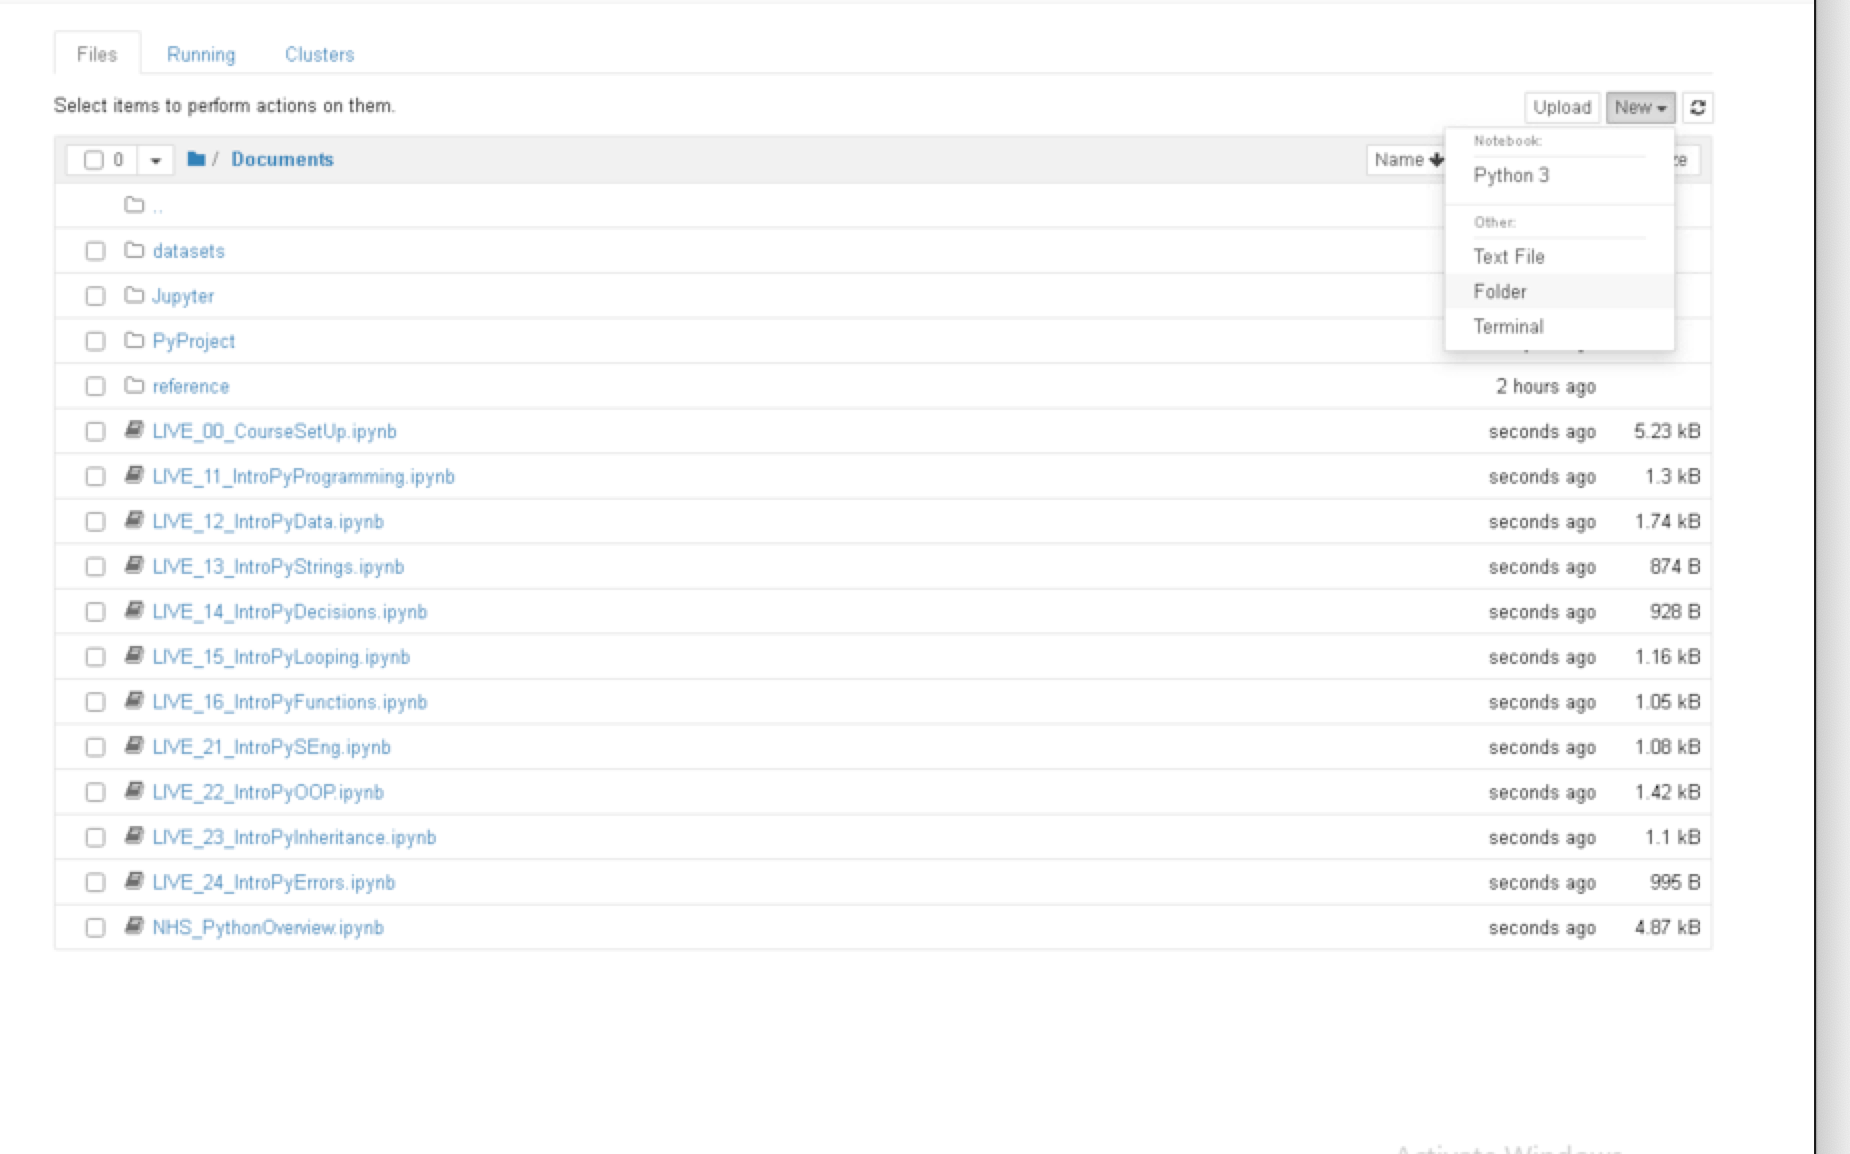 Files Running Clusters
Select items to perform actions on them.
Upload New
0 / Documents Name
Notebook:
Python 3
Other:
Text File
Folder
Terminal
..
datasets
Jupyter
PyProject
reference 2 hours ago
LIVE_00_CourseSetUp.ipynb seconds ago 5.23 kB
LIVE_11_IntroPyProgramming.ipynb seconds ago 1.3 kB
LIVE_12_IntroPyData.ipynb seconds ago 1.74 kB
LIVE_13_IntroPyStrings.ipynb seconds ago 874 B
LIVE_14_IntroPyDecisions.ipynb seconds ago 928 B
LIVE_15_IntroPyLooping.ipynb seconds ago 1.16 kB
LIVE_16_IntroPyFunctions.ipynb seconds ago 1.05 kB
LIVE_21_IntroPySEng.ipynb seconds ago 1.08 kB
LIVE_22_IntroPyOOP.ipynb seconds ago 1.42 kB
LIVE_23_IntroPyInheritance.ipynb seconds ago 1.1 kB
LIVE_24_IntroPyErrors.ipynb seconds ago 995 B
NHS_PythonOverview.ipynb seconds ago 4.87 kB
Activate Windows